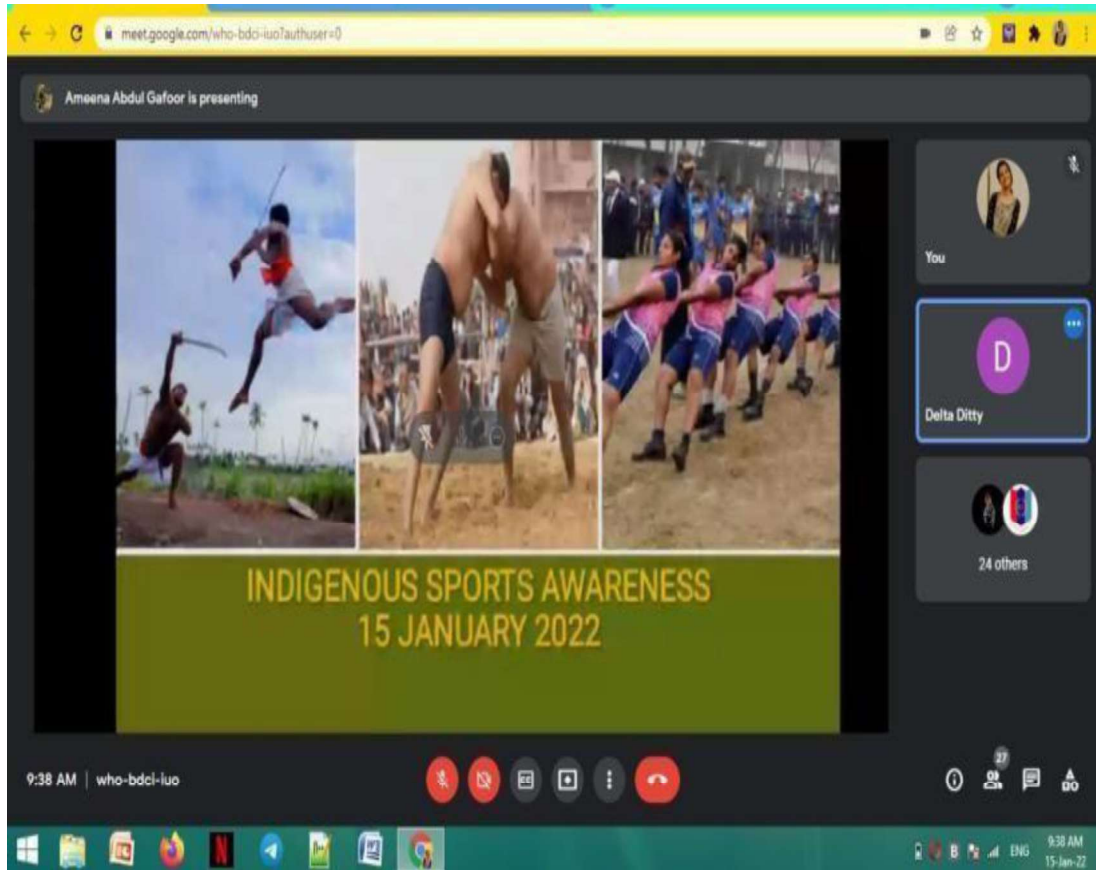 meet.google.com/who-bdci-iuo?authuser=0
Ameena Abdul Gafoor is presenting
You
D
Delta Ditty
24 others
INDIGENOUS SPORTS AWARENESS
15 JANUARY 2022
9:38 AM | who-bdci-iuo
27
9:38 AM
ENG
15-Jan-22